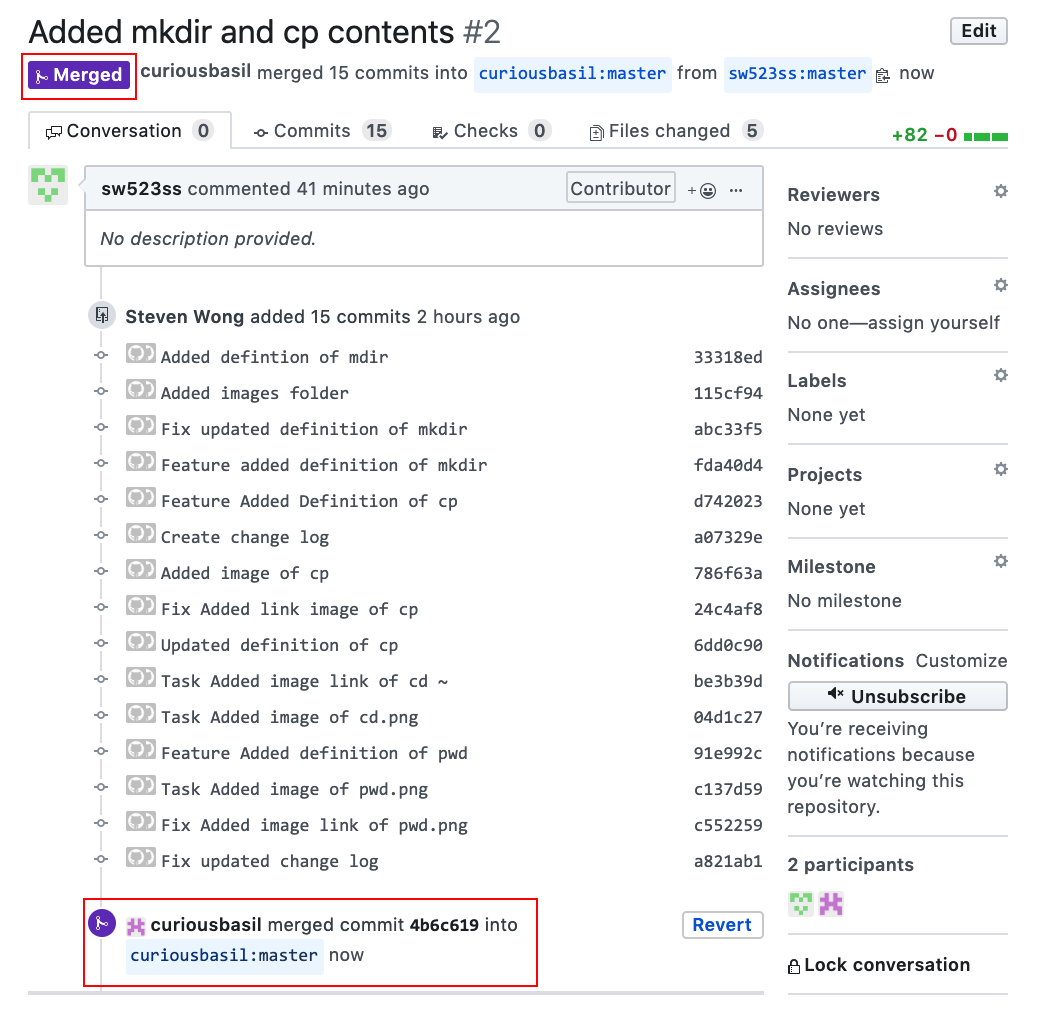 Added mkdir and cp contents #2
Edit
Merged curiousbasil merged 15 commits into curiousbasil:master from sw523ss:master now
Conversation 0 Commits 15 Checks 0 Files changed 5 +82 −0
sw523ss commented 41 minutes ago Contributor + ...
No description provided.
Steven Wong added 15 commits 2 hours ago
Added defintion of mdir 33318ed
Added images folder 115cf94
Fix updated definition of mkdir abc33f5
Feature added definition of mkdir fda40d4
Feature Added Definition of cp d742023
Create change log a07329e
Added image of cp 786f63a
Fix Added link image of cp 24c4af8
Updated definition of cp 6dd0c90
Task Added image link of cd ~ be3b39d
Task Added image of cd.png 04d1c27
Feature Added definition of pwd 91e992c
Task Added image of pwd.png c137d59
Fix Added image link of pwd.png c552259
Fix updated change log a821ab1
curiousbasil merged commit 4b6c619 into
curiousbasil:master now
Revert
Reviewers
No reviews
Assignees
No one—assign yourself
Labels
None yet
Projects
None yet
Milestone
No milestone
Notifications Customize
Unsubscribe
You’re receiving
notifications because
you’re watching this
repository.
2 participants
Lock conversation